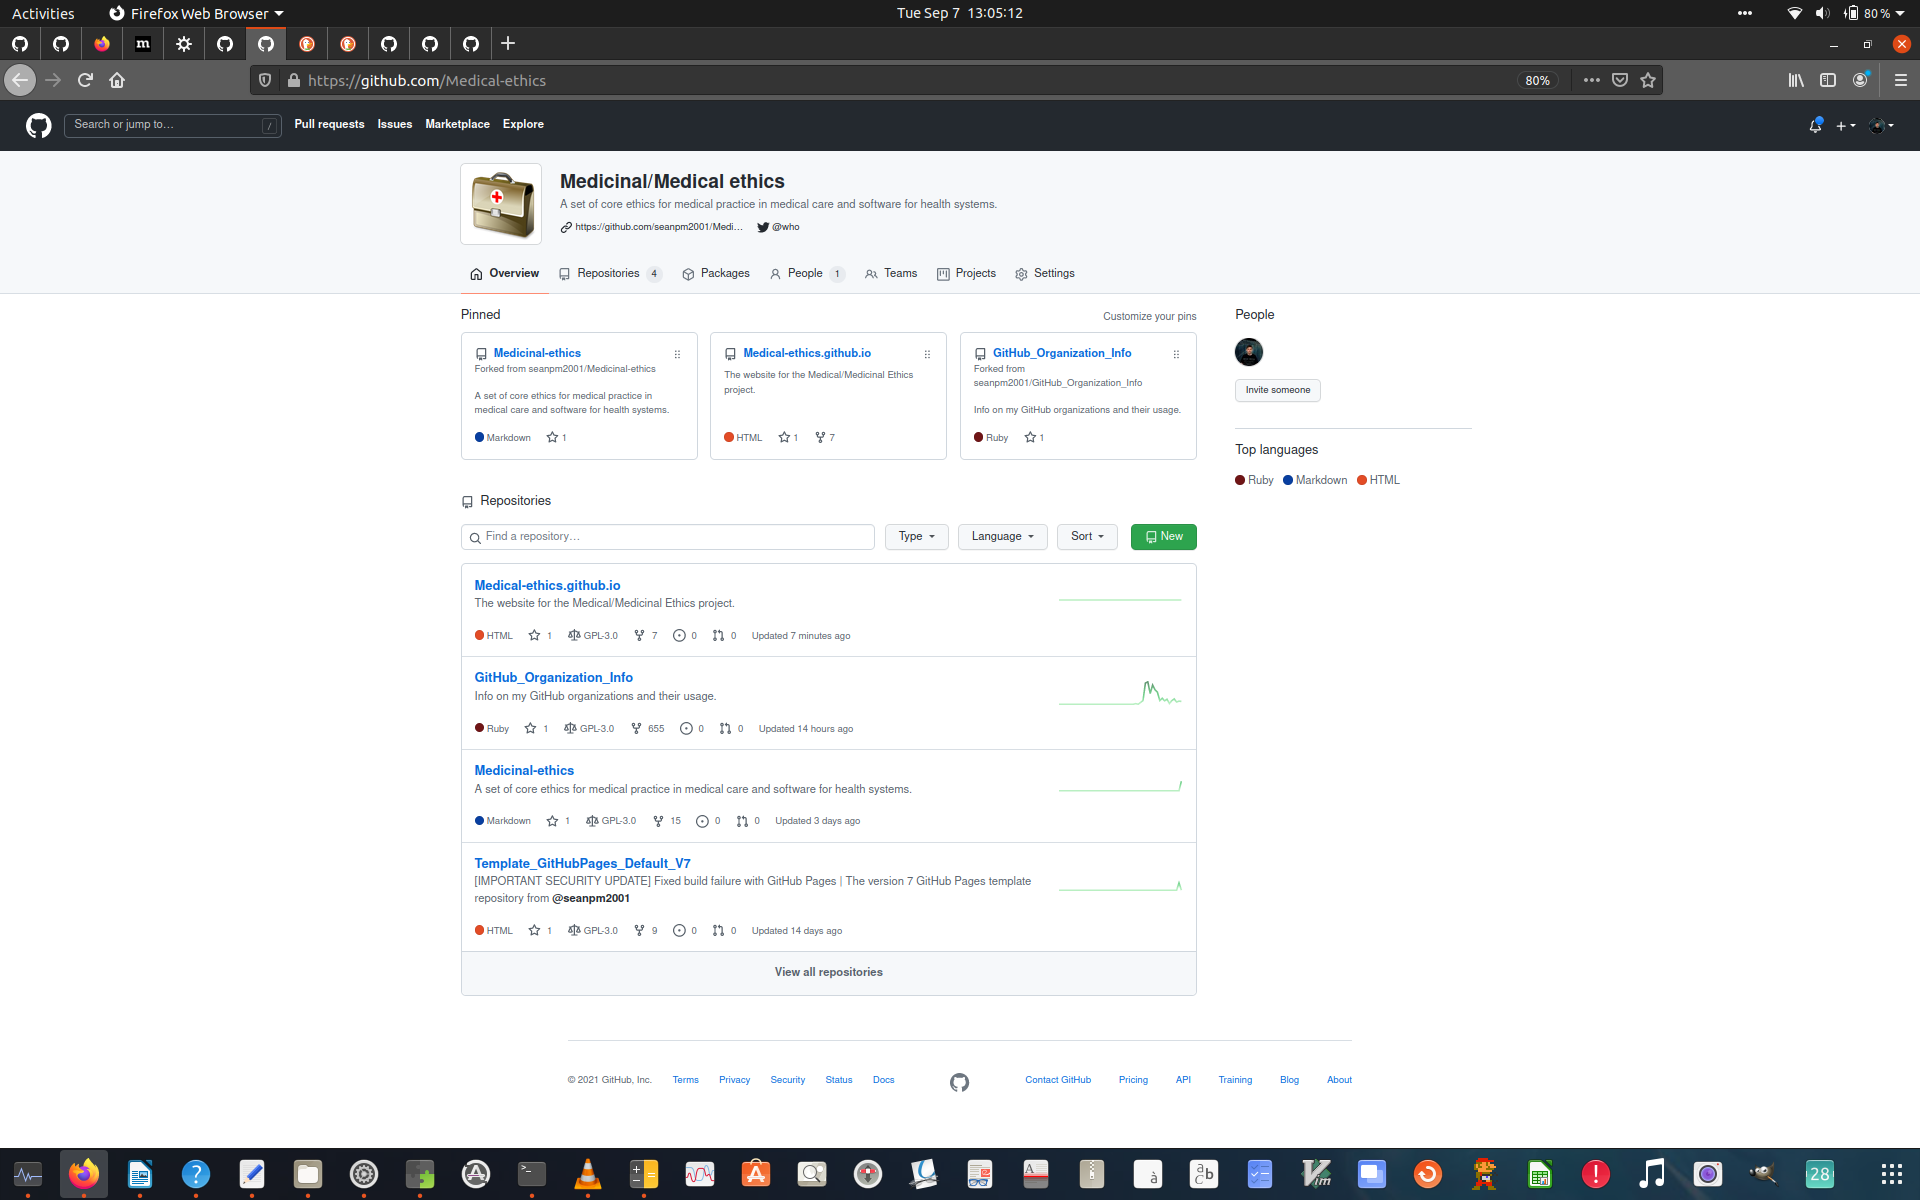 Activities
Firefox Web Browser
Tue Sep 7 13:05:12
80 %
m
https://github.com/Medical-ethics
80%
Search or jump to…
/
Pull requests
Issues
Marketplace
Explore
Medicinal/Medical ethics
A set of core ethics for medical practice in medical care and software for health systems.
https://github.com/seanpm2001/Medi…
@who
Overview
Repositories 4
Packages
People 1
Teams
Projects
Settings
Pinned
Customize your pins
Medicinal-ethics
Forked from seanpm2001/Medicinal-ethics
A set of core ethics for medical practice in
medical care and software for health systems.
Markdown 1
Medical-ethics.github.io
The website for the Medical/Medicinal Ethics
project.
HTML 1 7
GitHub_Organization_Info
Forked from
seanpm2001/GitHub_Organization_Info
Info on my GitHub organizations and their usage.
Ruby 1
People
Invite someone
Top languages
Ruby Markdown HTML
Repositories
Find a repository…
Type
Language
Sort
New
Medical-ethics.github.io
The website for the Medical/Medicinal Ethics project.
HTML 1 GPL-3.0 7 0 0 Updated 7 minutes ago
GitHub_Organization_Info
Info on my GitHub organizations and their usage.
Ruby 1 GPL-3.0 655 0 0 Updated 14 hours ago
Medicinal-ethics
A set of core ethics for medical practice in medical care and software for health systems.
Markdown 1 GPL-3.0 15 0 0 Updated 3 days ago
Template_GitHubPages_Default_V7
[IMPORTANT SECURITY UPDATE] Fixed build failure with GitHub Pages | The version 7 GitHub Pages template
repository from @seanpm2001
HTML 1 GPL-3.0 9 0 0 Updated 14 days ago
View all repositories
© 2021 GitHub, Inc.
Terms
Privacy
Security
Status
Docs
Contact GitHub
Pricing
API
Training
Blog
About
28